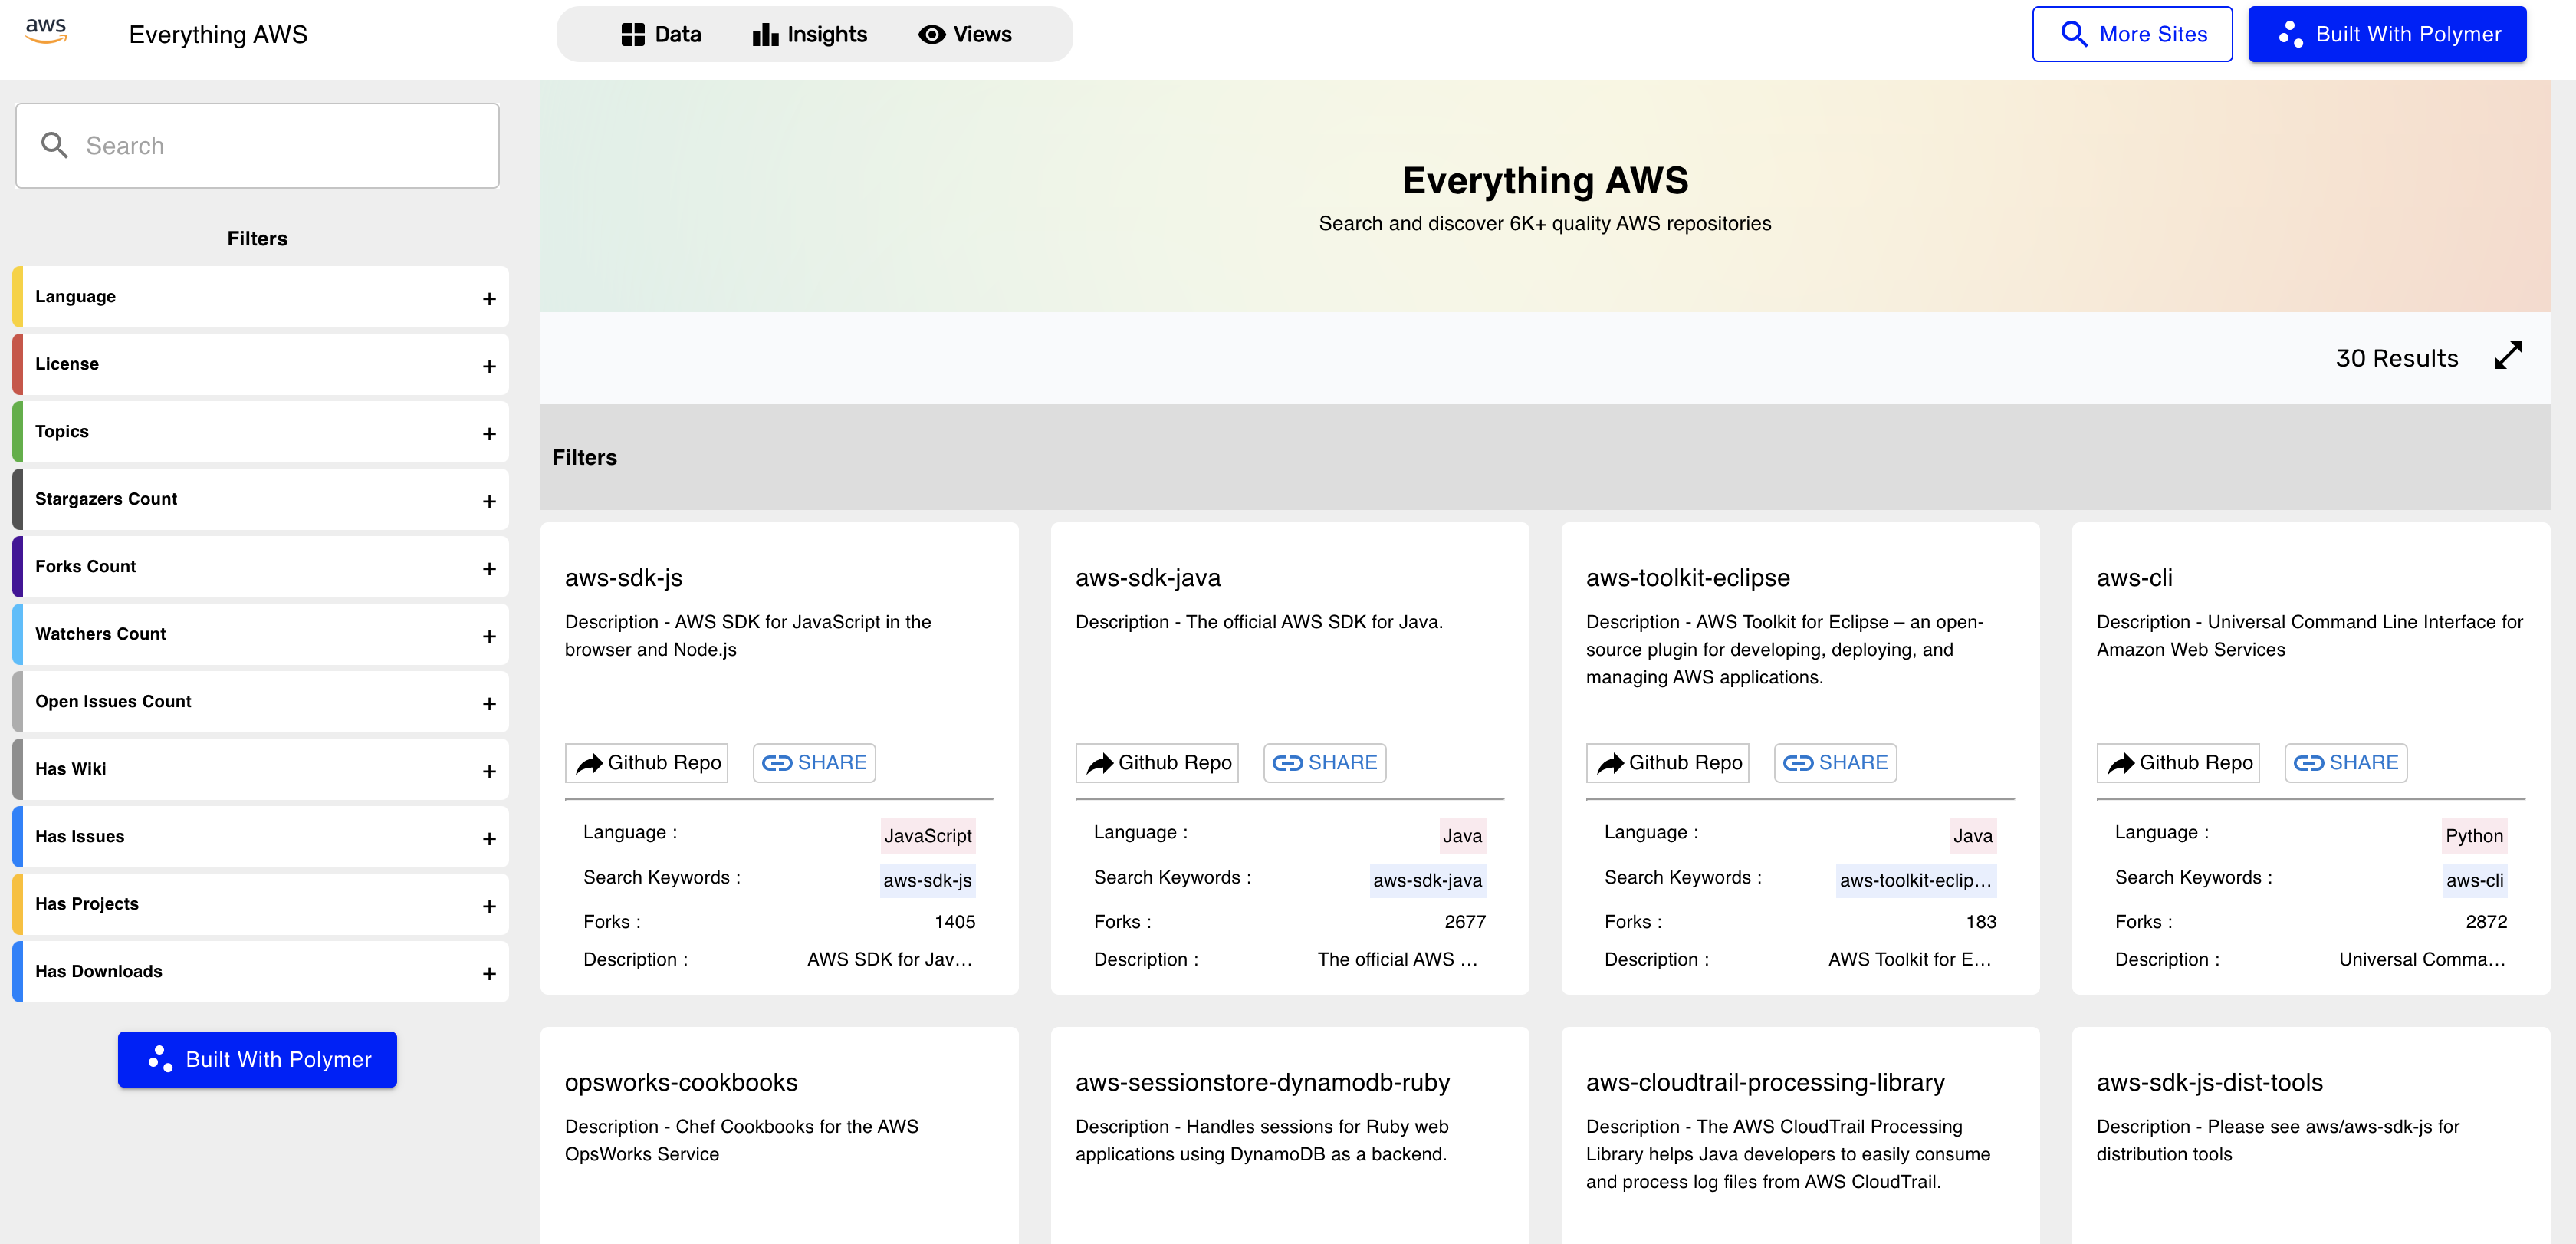 aws
Everything AWS
Data
Insights
Views
More Sites
Built With Polymer
Search
Filters
Language +
License +
Topics +
Stargazers Count +
Forks Count +
Watchers Count +
Open Issues Count +
Has Wiki +
Has Issues +
Has Projects +
Has Downloads +
Built With Polymer
Everything AWS
Search and discover 6K+ quality AWS repositories
30 Results
Filters
aws-sdk-js
Description - AWS SDK for JavaScript in the
browser and Node.js
Github Repo
SHARE
Language : JavaScript
Search Keywords : aws-sdk-js
Forks : 1405
Description : AWS SDK for Jav...
aws-sdk-java
Description - The official AWS SDK for Java.
Github Repo
SHARE
Language : Java
Search Keywords : aws-sdk-java
Forks : 2677
Description : The official AWS ...
aws-toolkit-eclipse
Description - AWS Toolkit for Eclipse – an open-
source plugin for developing, deploying, and
managing AWS applications.
Github Repo
SHARE
Language : Java
Search Keywords : aws-toolkit-eclip...
Forks : 183
Description : AWS Toolkit for E...
aws-cli
Description - Universal Command Line Interface for
Amazon Web Services
Github Repo
SHARE
Language : Python
Search Keywords : aws-cli
Forks : 2872
Description : Universal Comma...
opsworks-cookbooks
Description - Chef Cookbooks for the AWS
OpsWorks Service
aws-sessionstore-dynamodb-ruby
Description - Handles sessions for Ruby web
applications using DynamoDB as a backend.
aws-cloudtrail-processing-library
Description - The AWS CloudTrail Processing
Library helps Java developers to easily consume
and process log files from AWS CloudTrail.
aws-sdk-js-dist-tools
Description - Please see aws/aws-sdk-js for
distribution tools